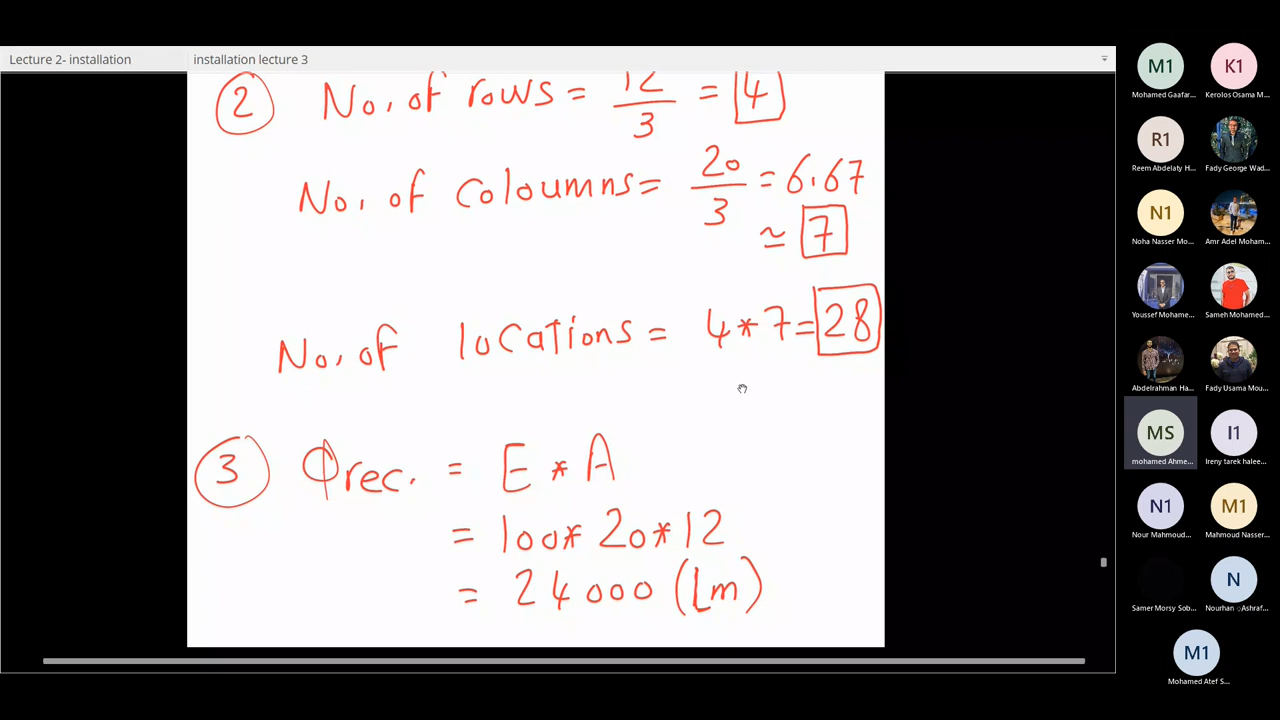 Lecture 2- installation
installation lecture 3
2 No. of rows = 12/3 = 4
No. of coloumns = 20/3 = 6.67
≃ 7
No. of locations = 4*7=28
3 Φrec. = E * A
= 100* 20*12
= 24000 (Lm)
M1
K1
Mohamed Gaafar...
Kerolos Osama M...
R1
Reem Abdelaty H...
Fady George Wad...
N1
Noha Nasser Mo...
Amr Adel Moham...
Youssef Mohame...
Sameh Mohamed...
Abdelrahman Ha...
Fady Usama Mou...
MS
I1
mohamed Ahme...
Ireny tarek halee...
N1
M1
Nour Mahmoud...
Mahmoud Nasser...
N
Samer Morsy Sob...
Nourhan ♢Ashraf...
M1
Mohamed Atef S...